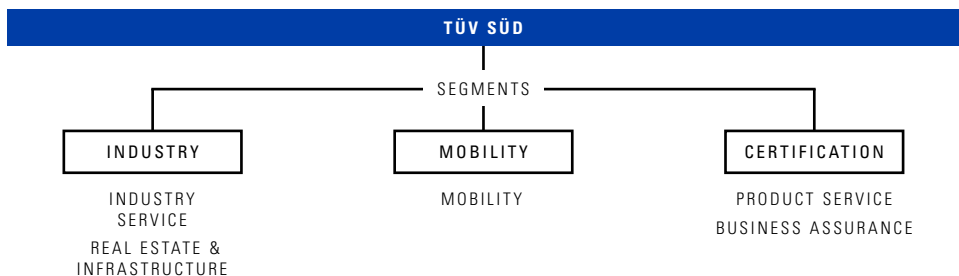 TÜV SÜD
SEGMENTS
INDUSTRY
MOBILITY
CERTIFICATION
INDUSTRY
SERVICE
REAL ESTATE &
INFRASTRUCTURE
MOBILITY
PRODUCT SERVICE
BUSINESS ASSURANCE